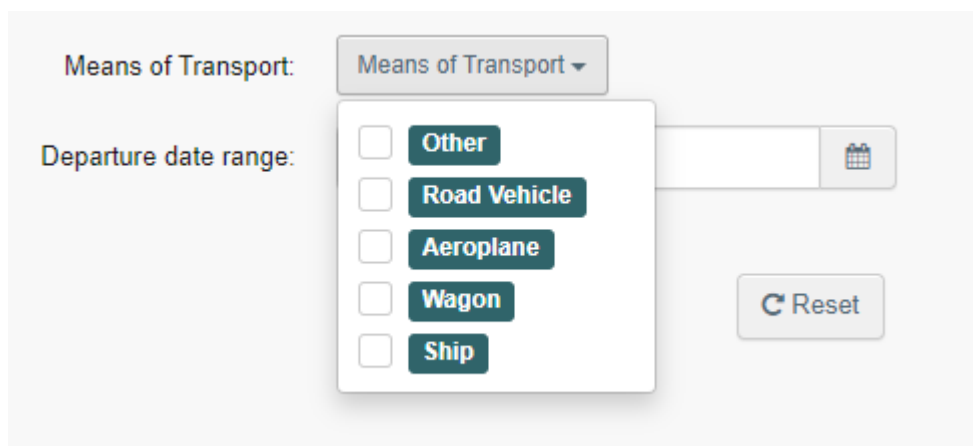 Means of Transport: Means of Transport
Other
Departure date range:
Road Vehicle
Aeroplane
Wagon
Reset
Ship